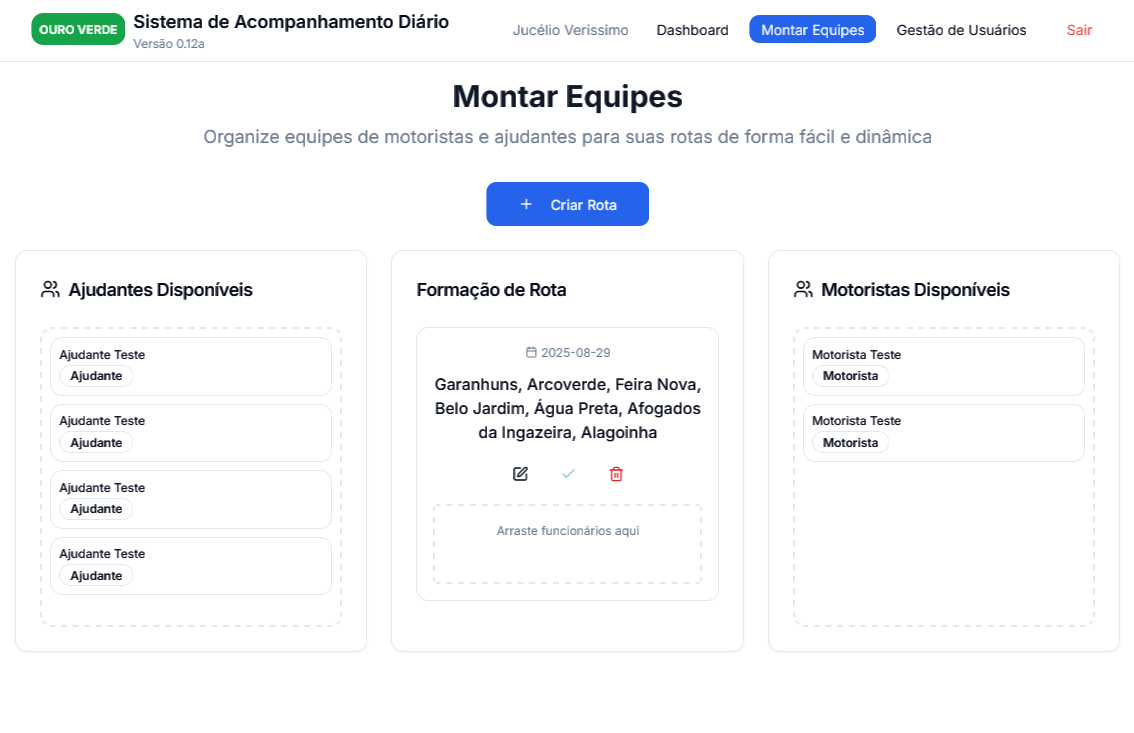 OURO VERDE
Sistema de Acompanhamento Diário
Versão 0.12a
Jucélio Verissimo
Dashboard
Montar Equipes
Gestão de Usuários
Sair
Montar Equipes
Organize equipes de motoristas e ajudantes para suas rotas de forma fácil e dinâmica
+ Criar Rota
Ajudantes Disponíveis
Ajudante Teste
Ajudante
Ajudante Teste
Ajudante
Ajudante Teste
Ajudante
Ajudante Teste
Ajudante
Formação de Rota
2025-08-29
Garanhuns, Arcoverde, Feira Nova,
Belo Jardim, Água Preta, Afogados
da Ingazeira, Alagoinha
Arraste funcionários aqui
Motoristas Disponíveis
Motorista Teste
Motorista
Motorista Teste
Motorista